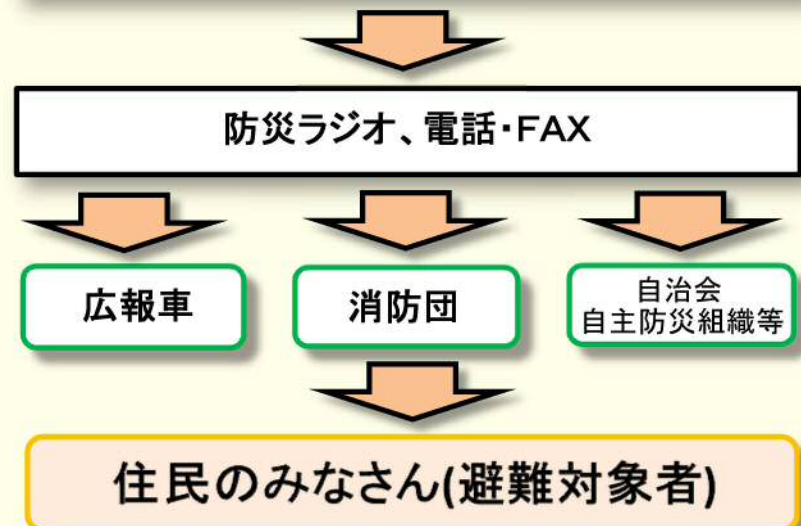 防災ラジオ、電話・FAX
広報車
消防団
自治会
自主防災組織等
住民のみなさん(避難対象者)